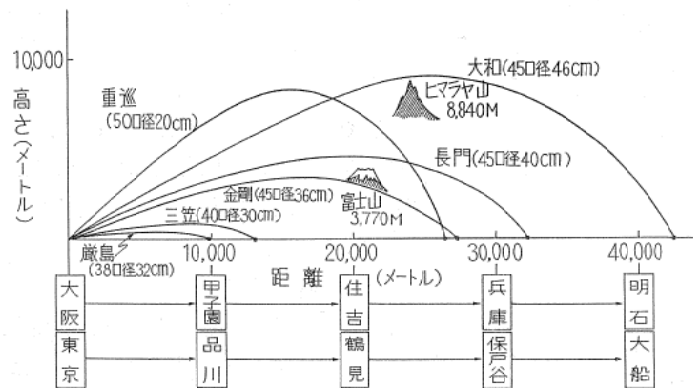 10,000
高さ(メートル)
重巡
(50口径20cm)
大和(45口径46cm)
ヒマラヤ山
8,840M
長門(45口径40cm)
金剛(45口径36cm)
富士山
3,770M
三笠(40口径30cm)
厳島
(38口径32cm)
10,000
20,000
30,000
40,000
距離(メートル)
大阪
甲子園
住吉
兵庫
明石
東京
品川
鶴見
保戸谷
大船